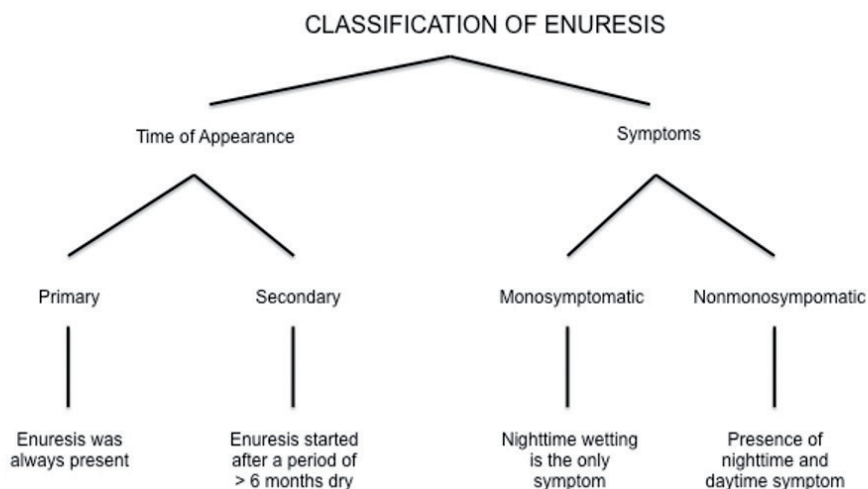 CLASSIFICATION OF ENURESIS
Time of Appearance
Symptoms
Primary
Secondary
Monosymptomatic
Nonmonosympomatic
Enuresis was
always present
Enuresis started
after a period of
> 6 months dry
Nighttime wetting
is the only
symptom
Presence of
nighttime and
daytime symptom